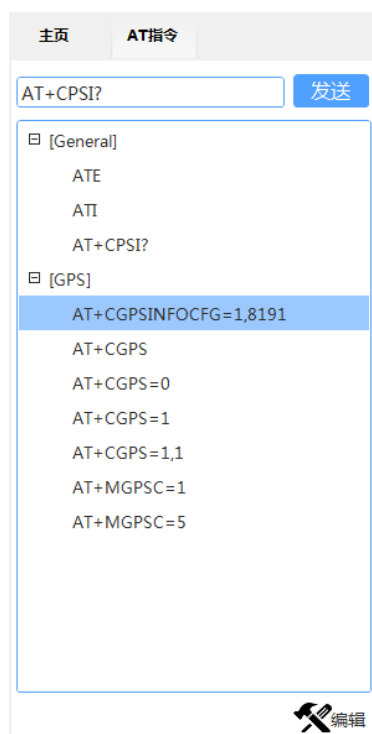 主页 AT指令
AT+CPSI? 发送
[General]
ATE
ATI
AT+CPSI?
[GPS]
AT+CGPSINFOCFG=1,8191
AT+CGPS
AT+CGPS=0
AT+CGPS=1
AT+CGPS=1,1
AT+MGPSC=1
AT+MGPSC=5
编辑